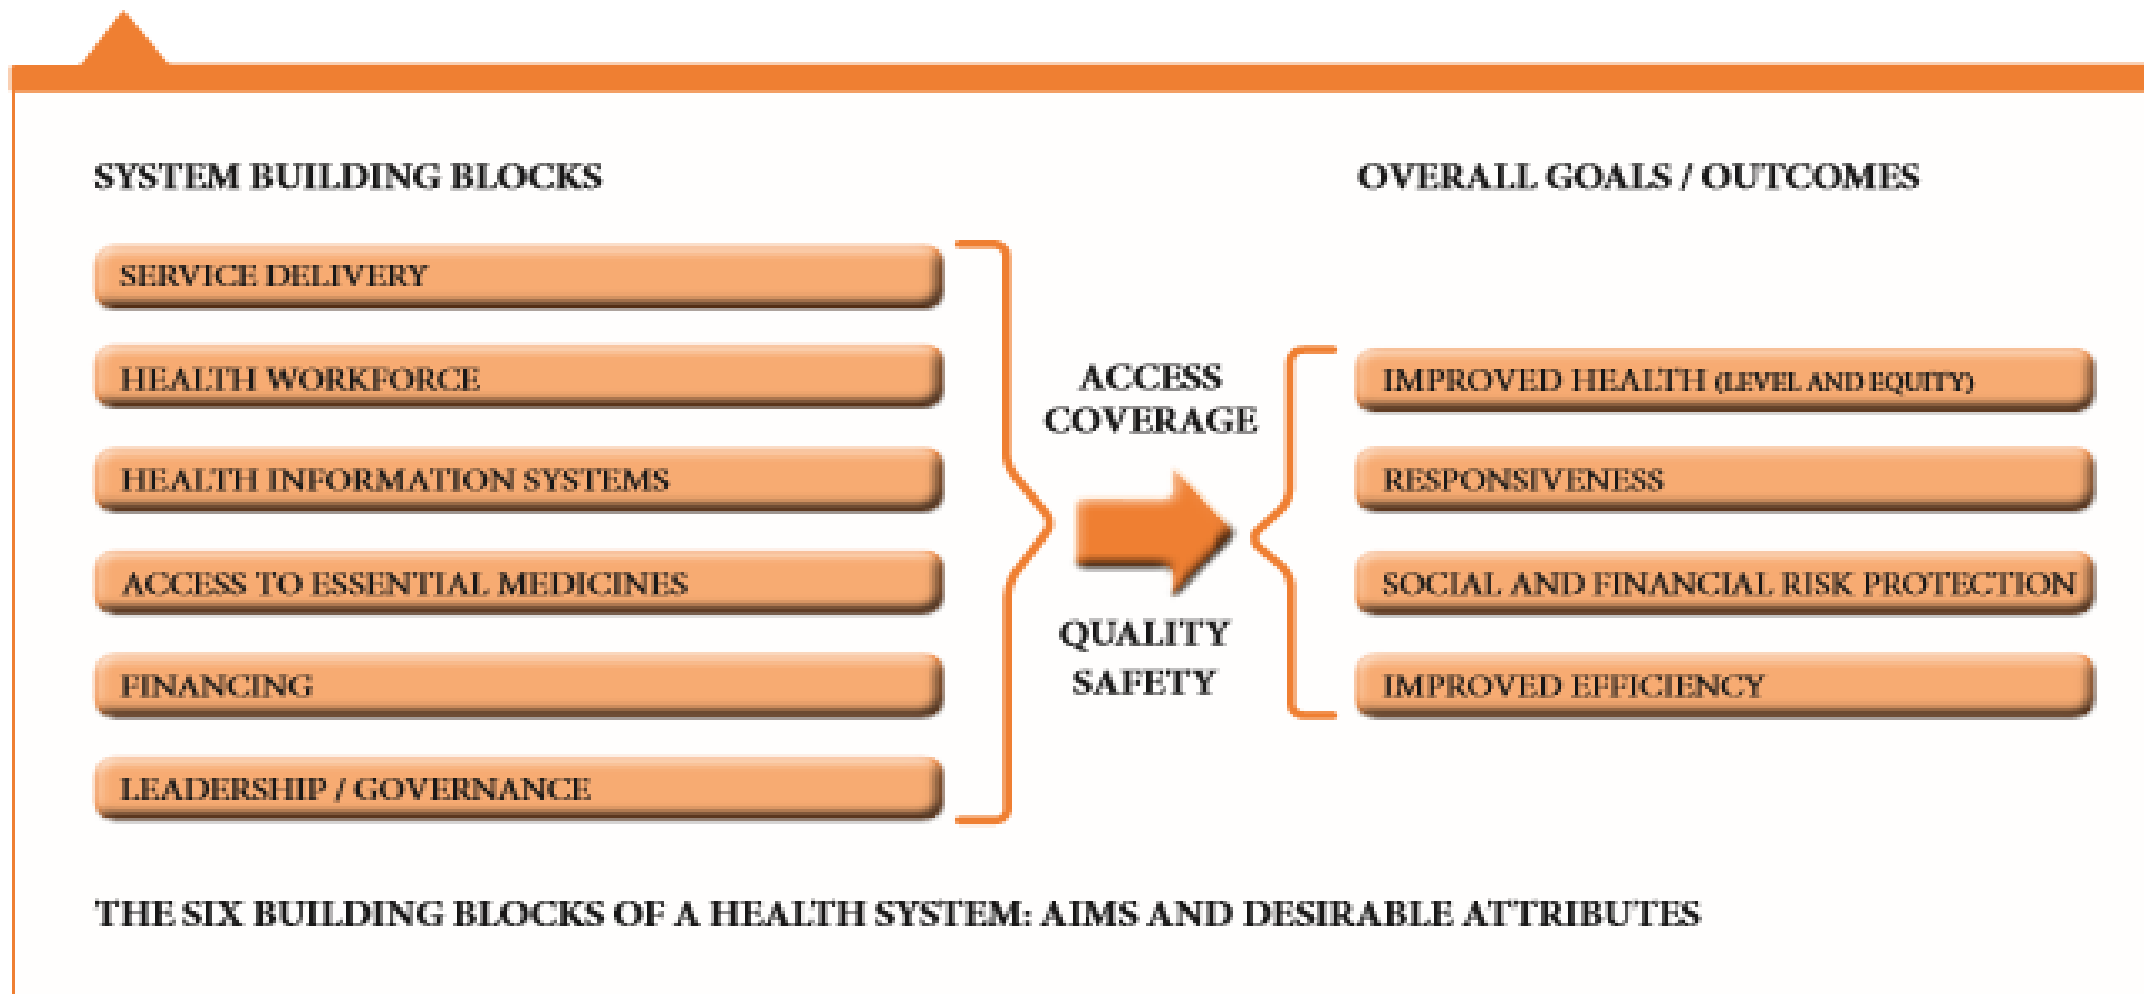 SYSTEM BUILDING BLOCKS
SERVICE DELIVERY
HEALTH WORKFORCE
HEALTH INFORMATION SYSTEMS
ACCESS TO ESSENTIAL MEDICINES
FINANCING
LEADERSHIP / GOVERNANCE
ACCESS
COVERAGE
QUALITY
SAFETY
OVERALL GOALS / OUTCOMES
IMPROVED HEALTH (LEVEL AND EQUITY)
RESPONSIVENESS
SOCIAL AND FINANCIAL RISK PROTECTION
IMPROVED EFFICIENCY
THE SIX BUILDING BLOCKS OF A HEALTH SYSTEM: AIMS AND DESIRABLE ATTRIBUTES